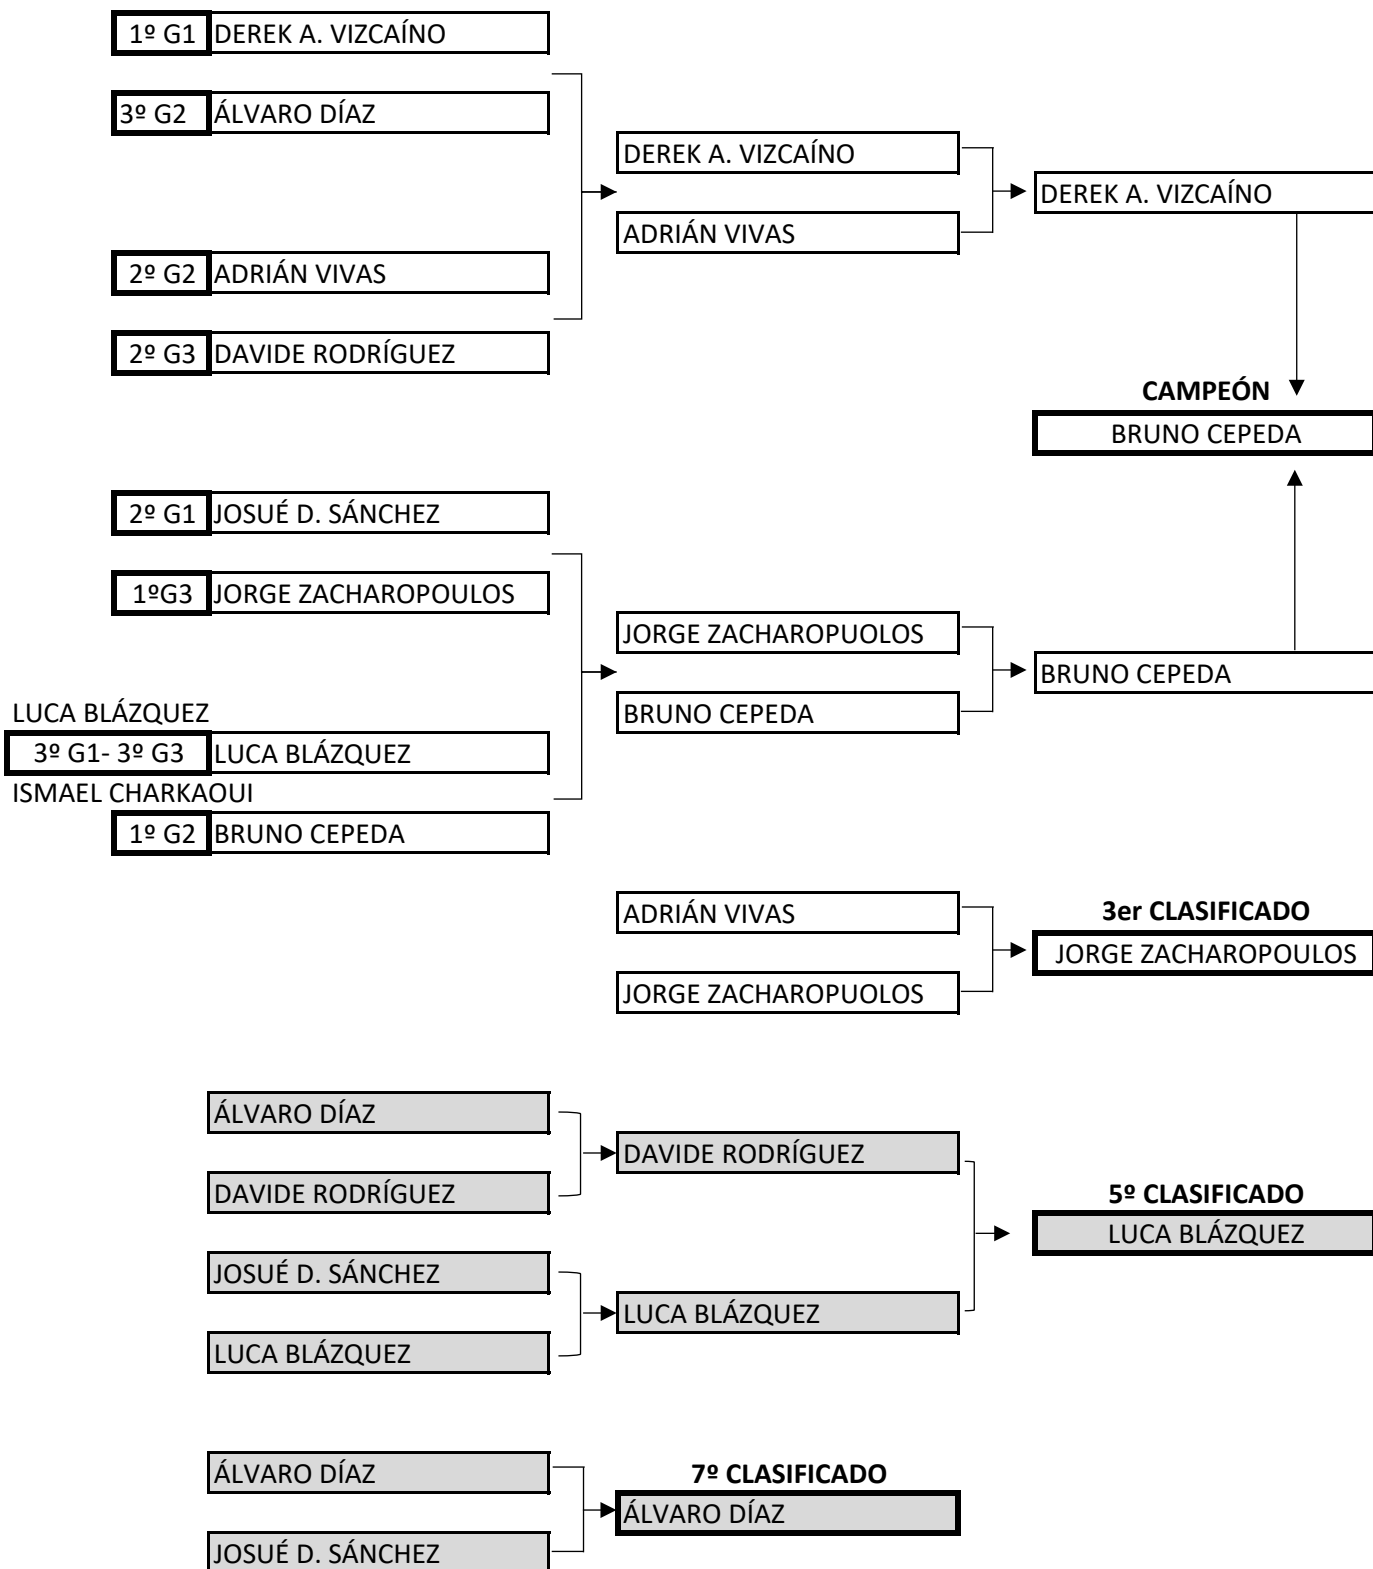 1º G1 DEREK A. VIZCAÍNO
3º G2 ÁLVARO DÍAZ
DEREK A. VIZCAÍNO
DEREK A. VIZCAÍNO
ADRIÁN VIVAS
2º G2 ADRIÁN VIVAS
2º G3 DAVIDE RODRÍGUEZ
CAMPEÓN
BRUNO CEPEDA
2º G1 JOSUÉ D. SÁNCHEZ
1ºG3 JORGE ZACHAROPOULOS
JORGE ZACHAROPUOLOS
BRUNO CEPEDA
BRUNO CEPEDA
LUCA BLÁZQUEZ
3º G1- 3º G3 LUCA BLÁZQUEZ
ISMAEL CHARKAOUI
1º G2 BRUNO CEPEDA
ADRIÁN VIVAS
3er CLASIFICADO
JORGE ZACHAROPOULOS
JORGE ZACHAROPUOLOS
ÁLVARO DÍAZ
DAVIDE RODRÍGUEZ
DAVIDE RODRÍGUEZ
5º CLASIFICADO
LUCA BLÁZQUEZ
JOSUÉ D. SÁNCHEZ
LUCA BLÁZQUEZ
LUCA BLÁZQUEZ
ÁLVARO DÍAZ
7º CLASIFICADO
ÁLVARO DÍAZ
JOSUÉ D. SÁNCHEZ